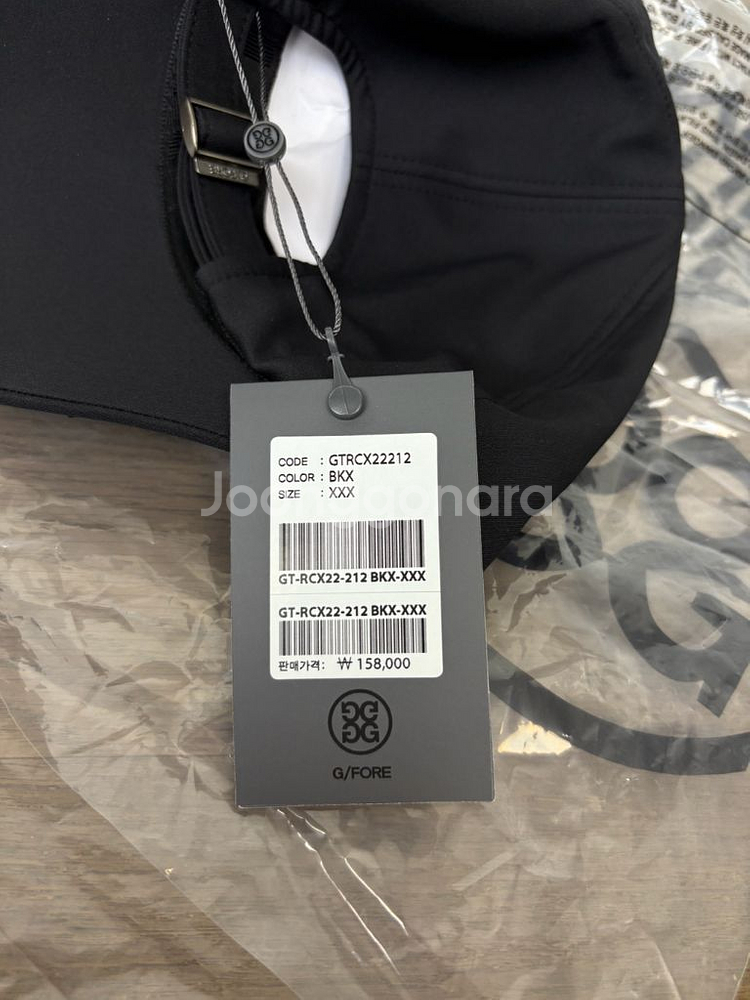 CODE : GTRCX22212
COLOR : BKX
SIZE : XXX
Joonggonara
GT-RCX22-212 BKX-XXX
GT-RCX22-212 BKX-XXX
판매가격: ₩ 158,000
G/FORE